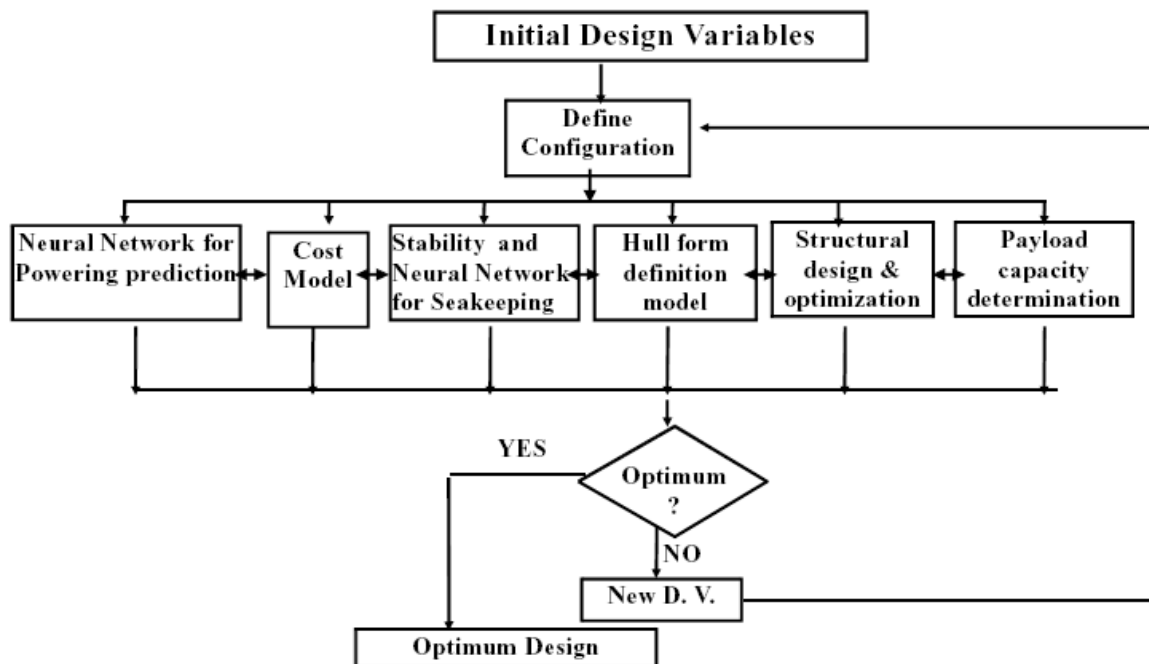 Initial Design Variables
Define
Configuration
Neural Network for
Powering prediction
Cost
Model
Stability and
Neural Network
for Seakeeping
Hull form
definition
model
Structural
design &
optimization
Payload
capacity
determination
YES
Optimum
?
NO
New D. V.
Optimum Design